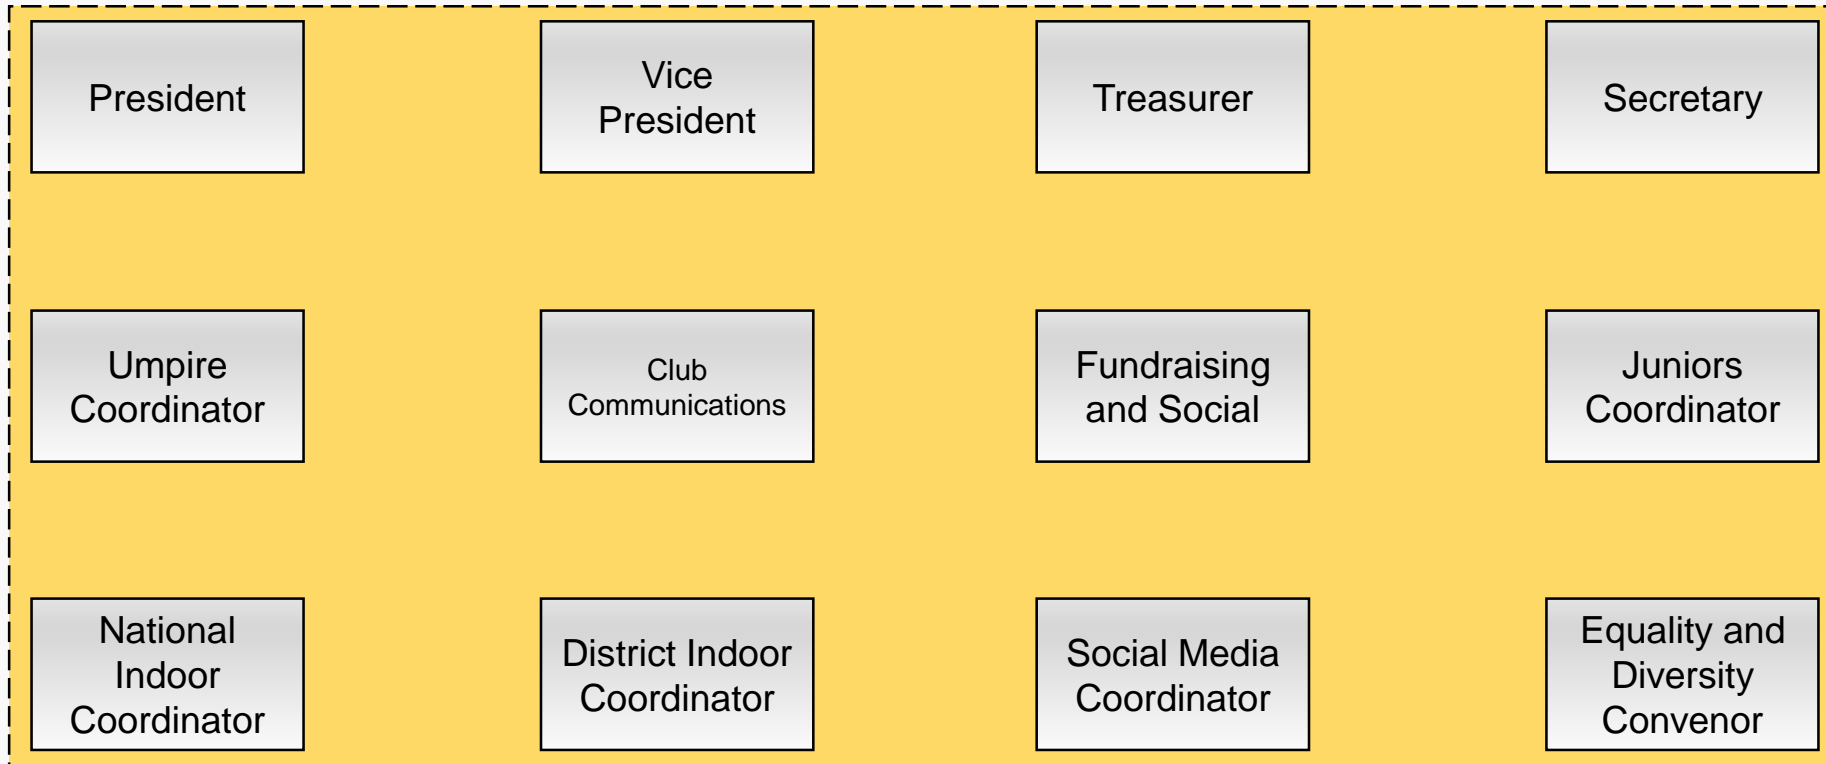 President
Vice
President
Treasurer
Secretary
Umpire
Coordinator
Club
Communications
Fundraising
and Social
Juniors
Coordinator
National
Indoor
Coordinator
District Indoor
Coordinator
Social Media
Coordinator
Equality and
Diversity
Convenor